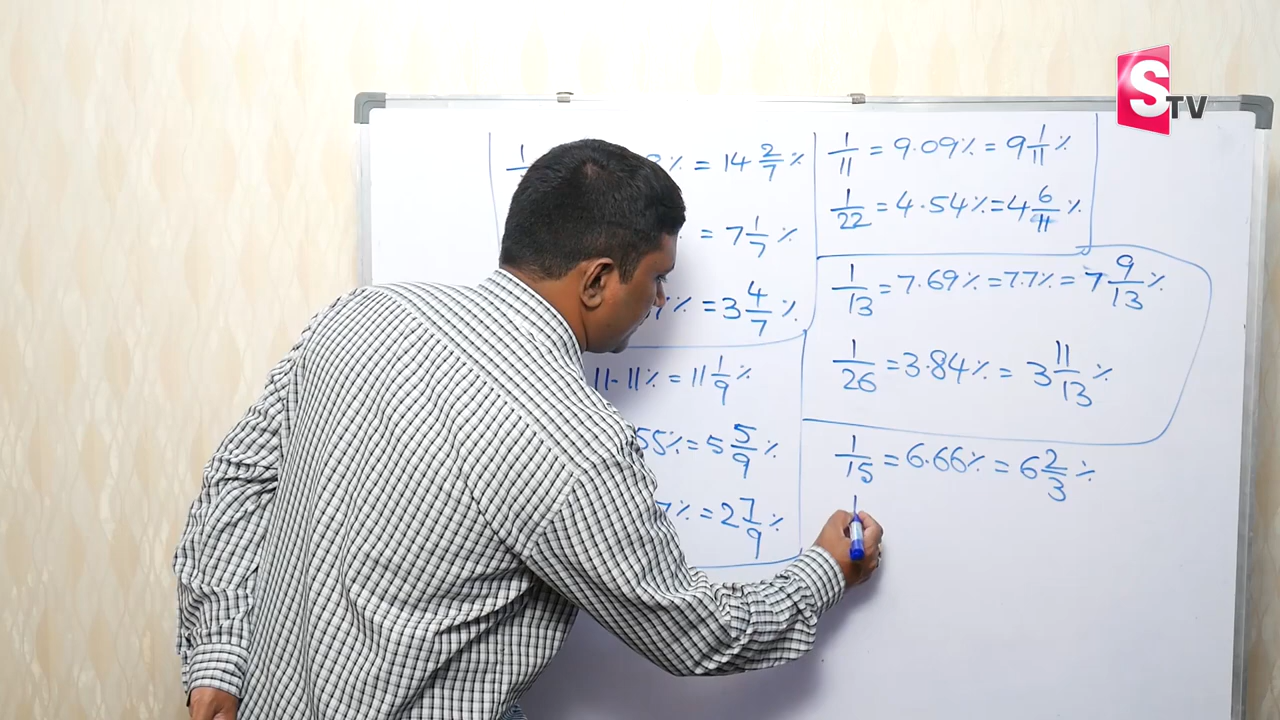 STV
= 14 2/7 %
= 7 1/7 %
= 3 4/7 %
11.11% = 11 1/9 %
55% = 5 5/9 %
7% = 2 7/9 %
1/11 = 9.09% = 9 1/11 %
1/22 = 4.54% = 4 6/11 %
1/13 = 7.69% = 7.7% = 7 9/13 %
1/26 = 3.84% = 3 11/13 %
1/15 = 6.66% = 6 2/3 %